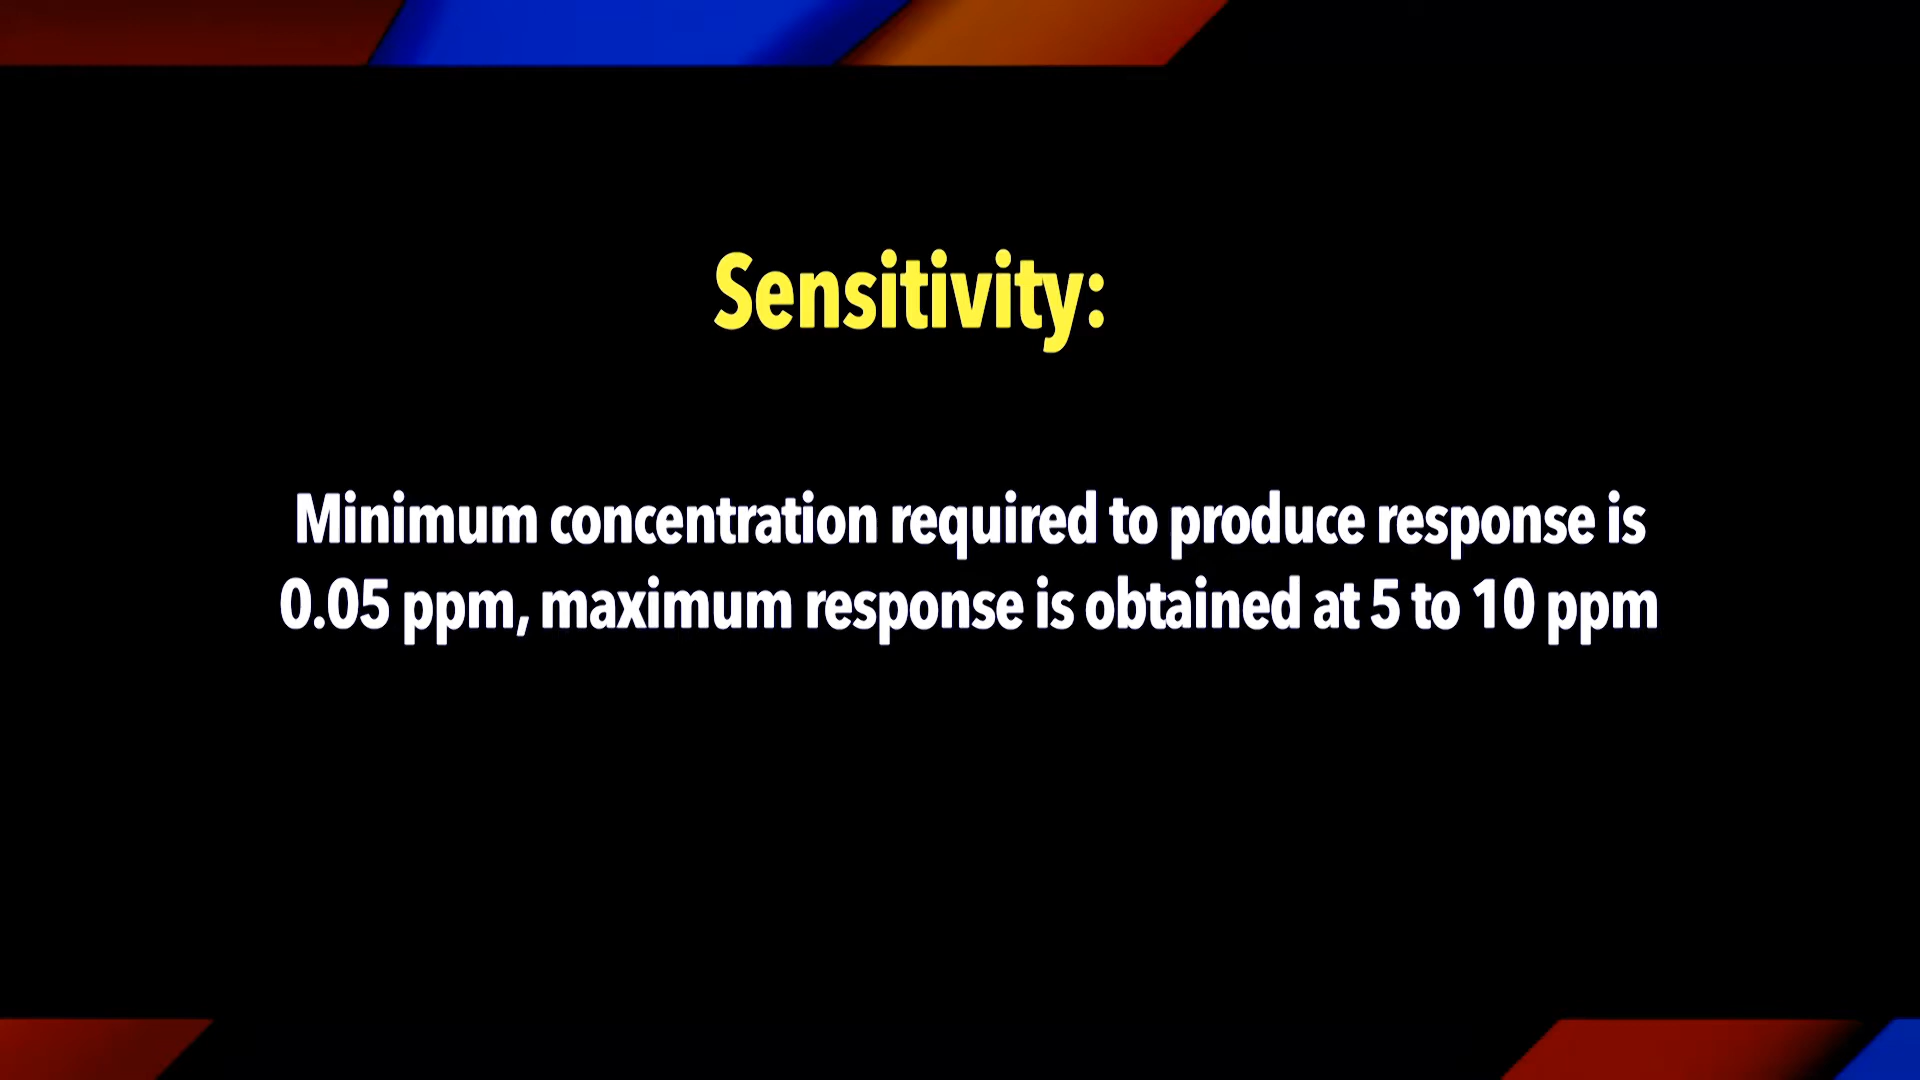 Sensitivity:
Minimum concentration required to produce response is
0.05 ppm, maximum response is obtained at 5 to 10 ppm